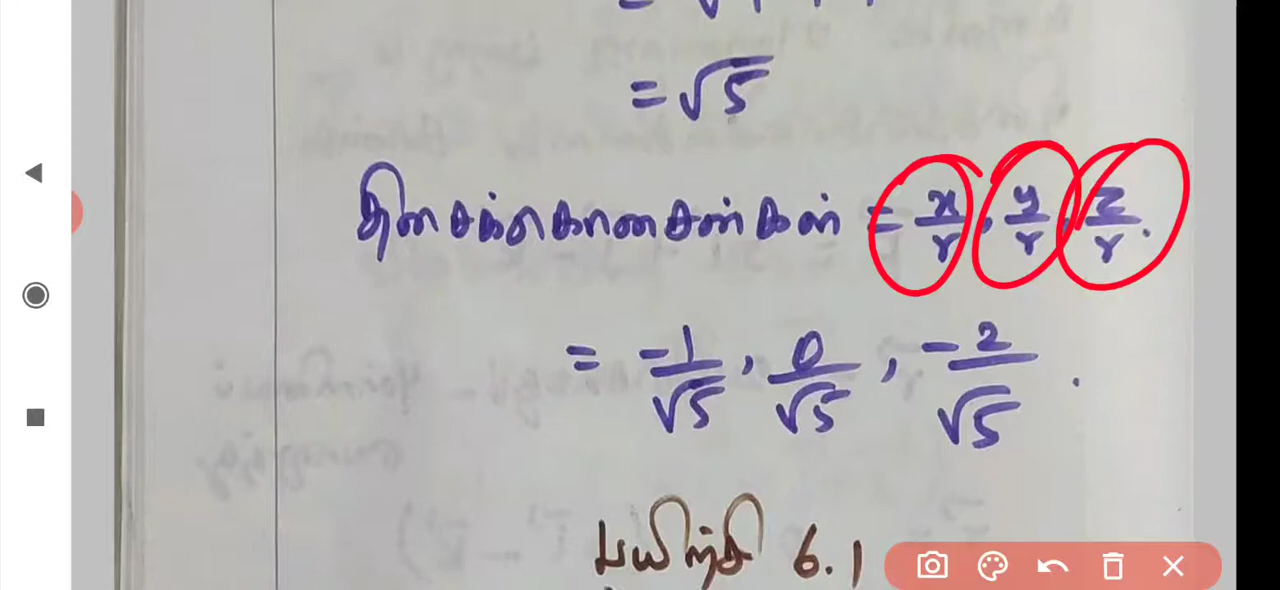 = √5
திசைக்கொசைன்கள் = x/r, y/r, z/r.
= -1/√5, 0/√5, -2/√5.
பயிற்சி 6.1